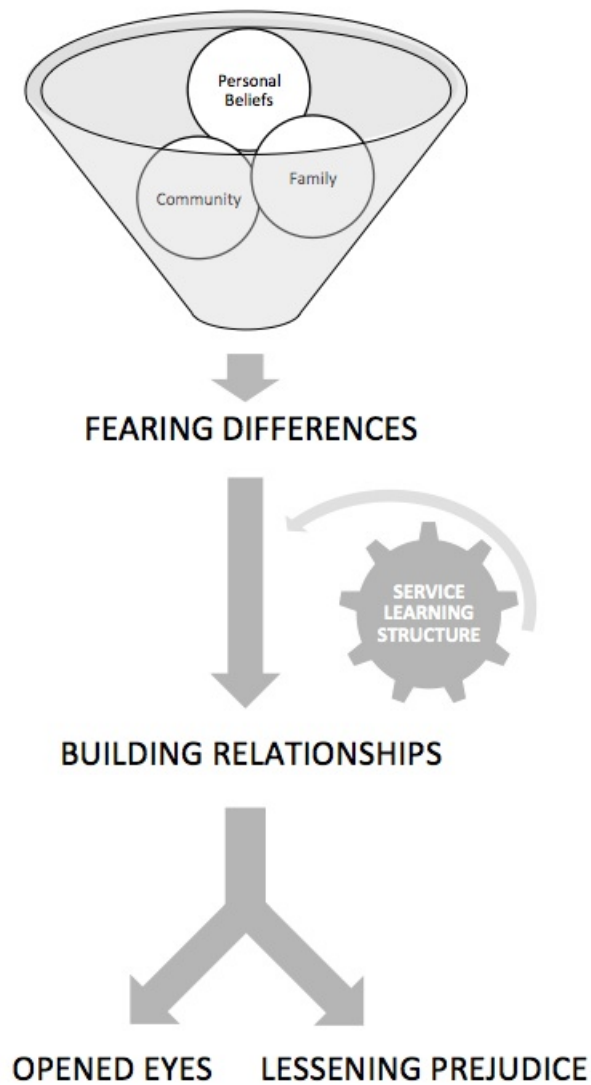 Personal
Beliefs
Family
Community
FEARING DIFFERENCES
SERVICE
LEARNING
STRUCTURE
BUILDING RELATIONSHIPS
OPENED EYES
LESSENING PREJUDICE